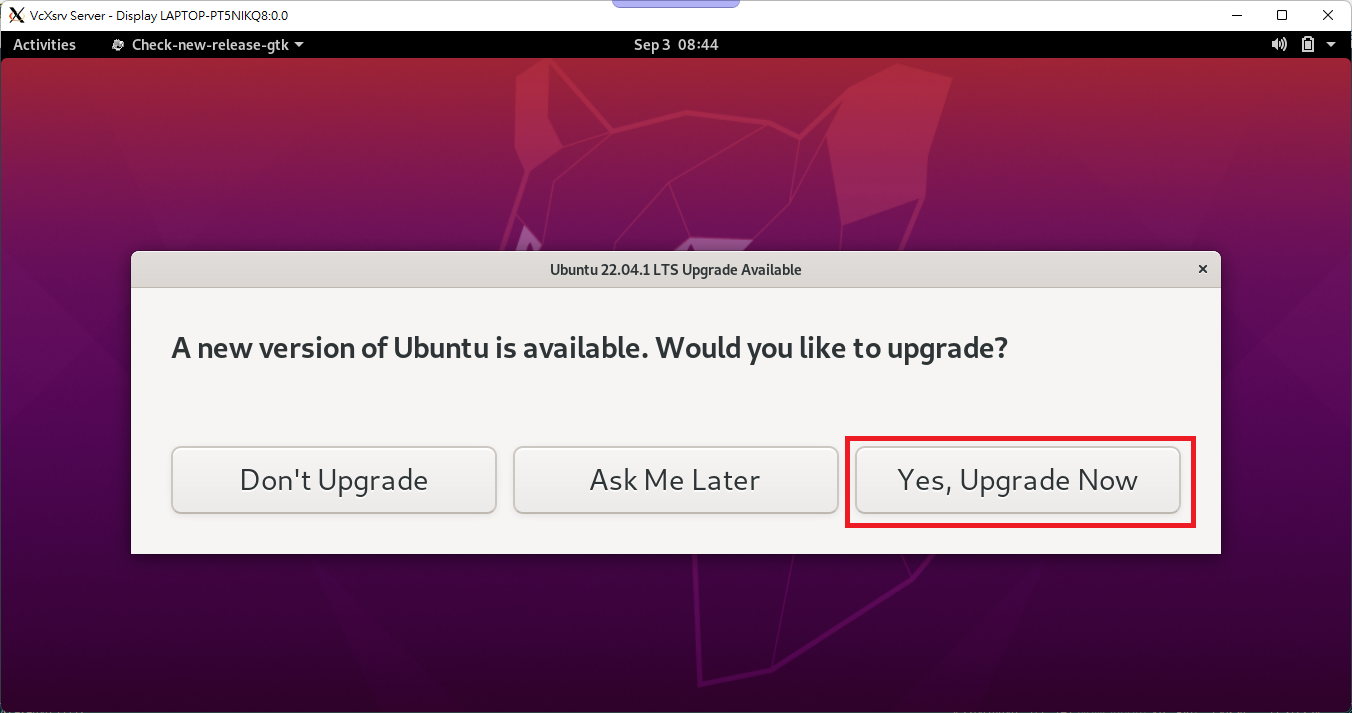 VcXsrv Server - Display LAPTOP-PT5NIKQ8:0.0
Activities Check-new-release-gtk Sep 3 08:44
Ubuntu 22.04.1 LTS Upgrade Available
A new version of Ubuntu is available. Would you like to upgrade?
Don't Upgrade Ask Me Later Yes, Upgrade Now